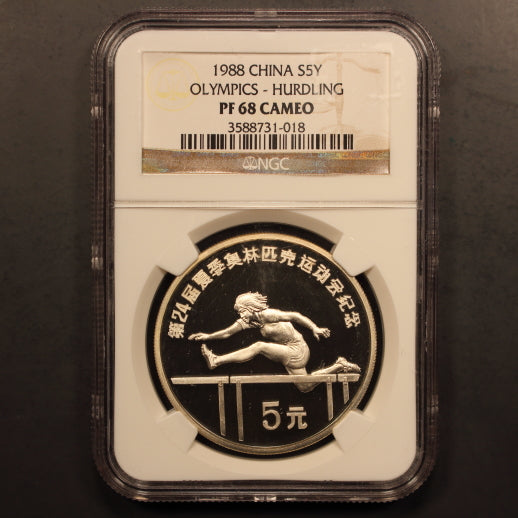 1988 CHINA S5Y
OLYMPICS - HURDLING
PF 68 CAMEO
3588731-018
NGC
第24届夏季奥林匹克运动会纪念
5元